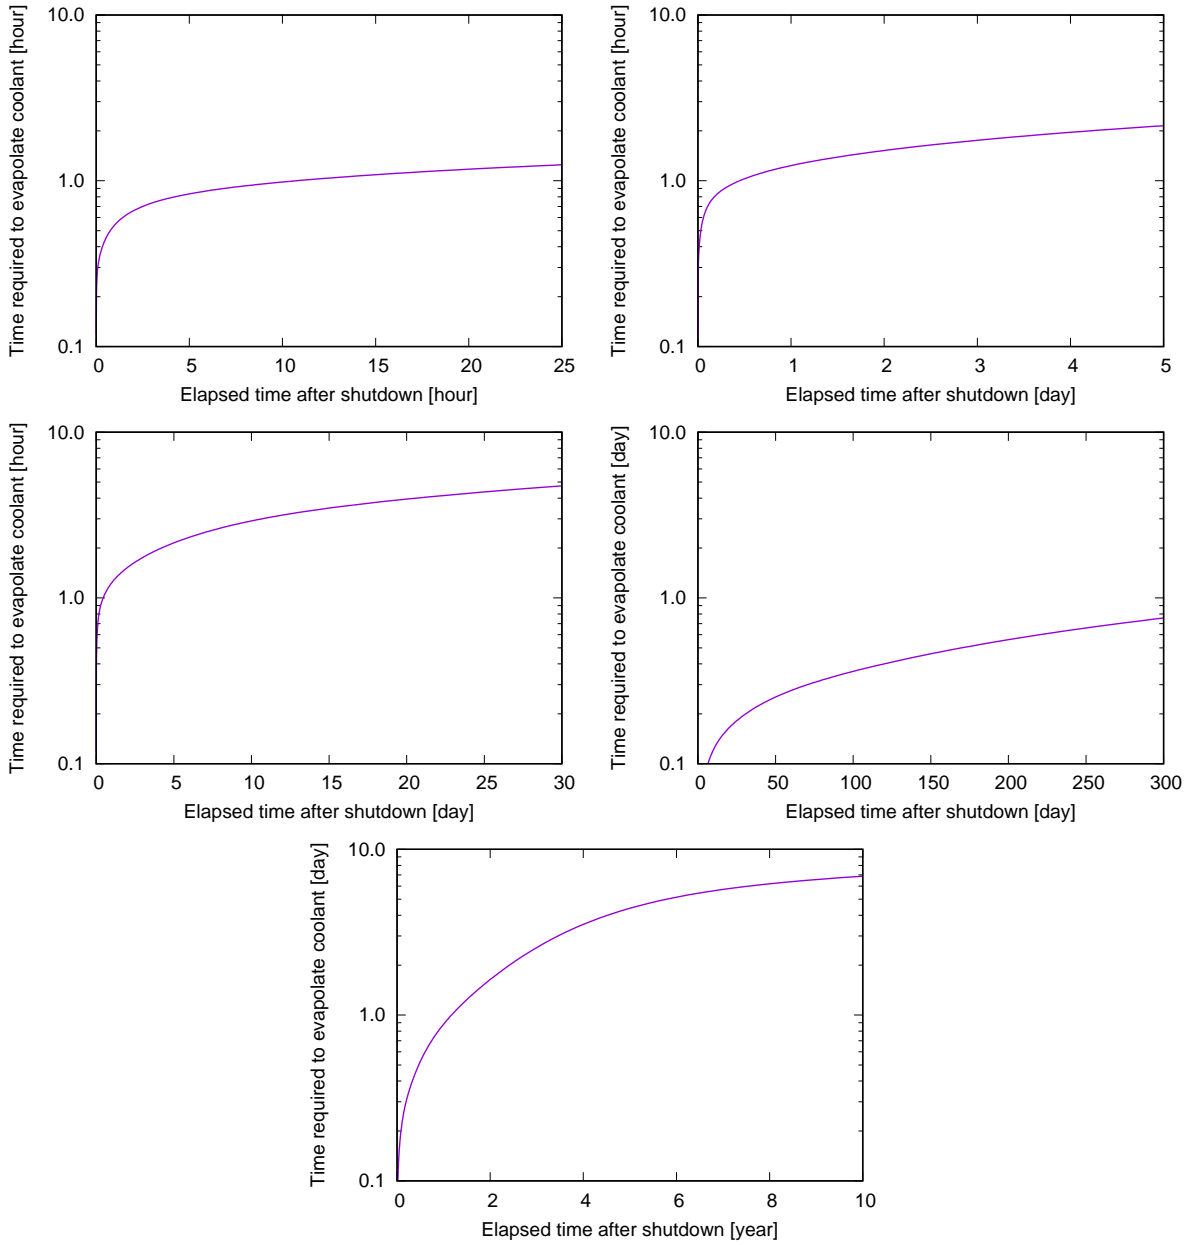 Time required to evapolate coolant [hour]
10.0
1.0
0.1
0 5 10 15 20 25
Elapsed time after shutdown [hour]
Time required to evapolate coolant [hour]
10.0
1.0
0.1
0 1 2 3 4 5
Elapsed time after shutdown [day]
Time required to evapolate coolant [hour]
10.0
1.0
0.1
0 5 10 15 20 25 30
Elapsed time after shutdown [day]
Time required to evapolate coolant [day]
10.0
1.0
0.1
0 50 100 150 200 250 300
Elapsed time after shutdown [day]
Time required to evapolate coolant [day]
10.0
1.0
0.1
0 2 4 6 8 10
Elapsed time after shutdown [year]